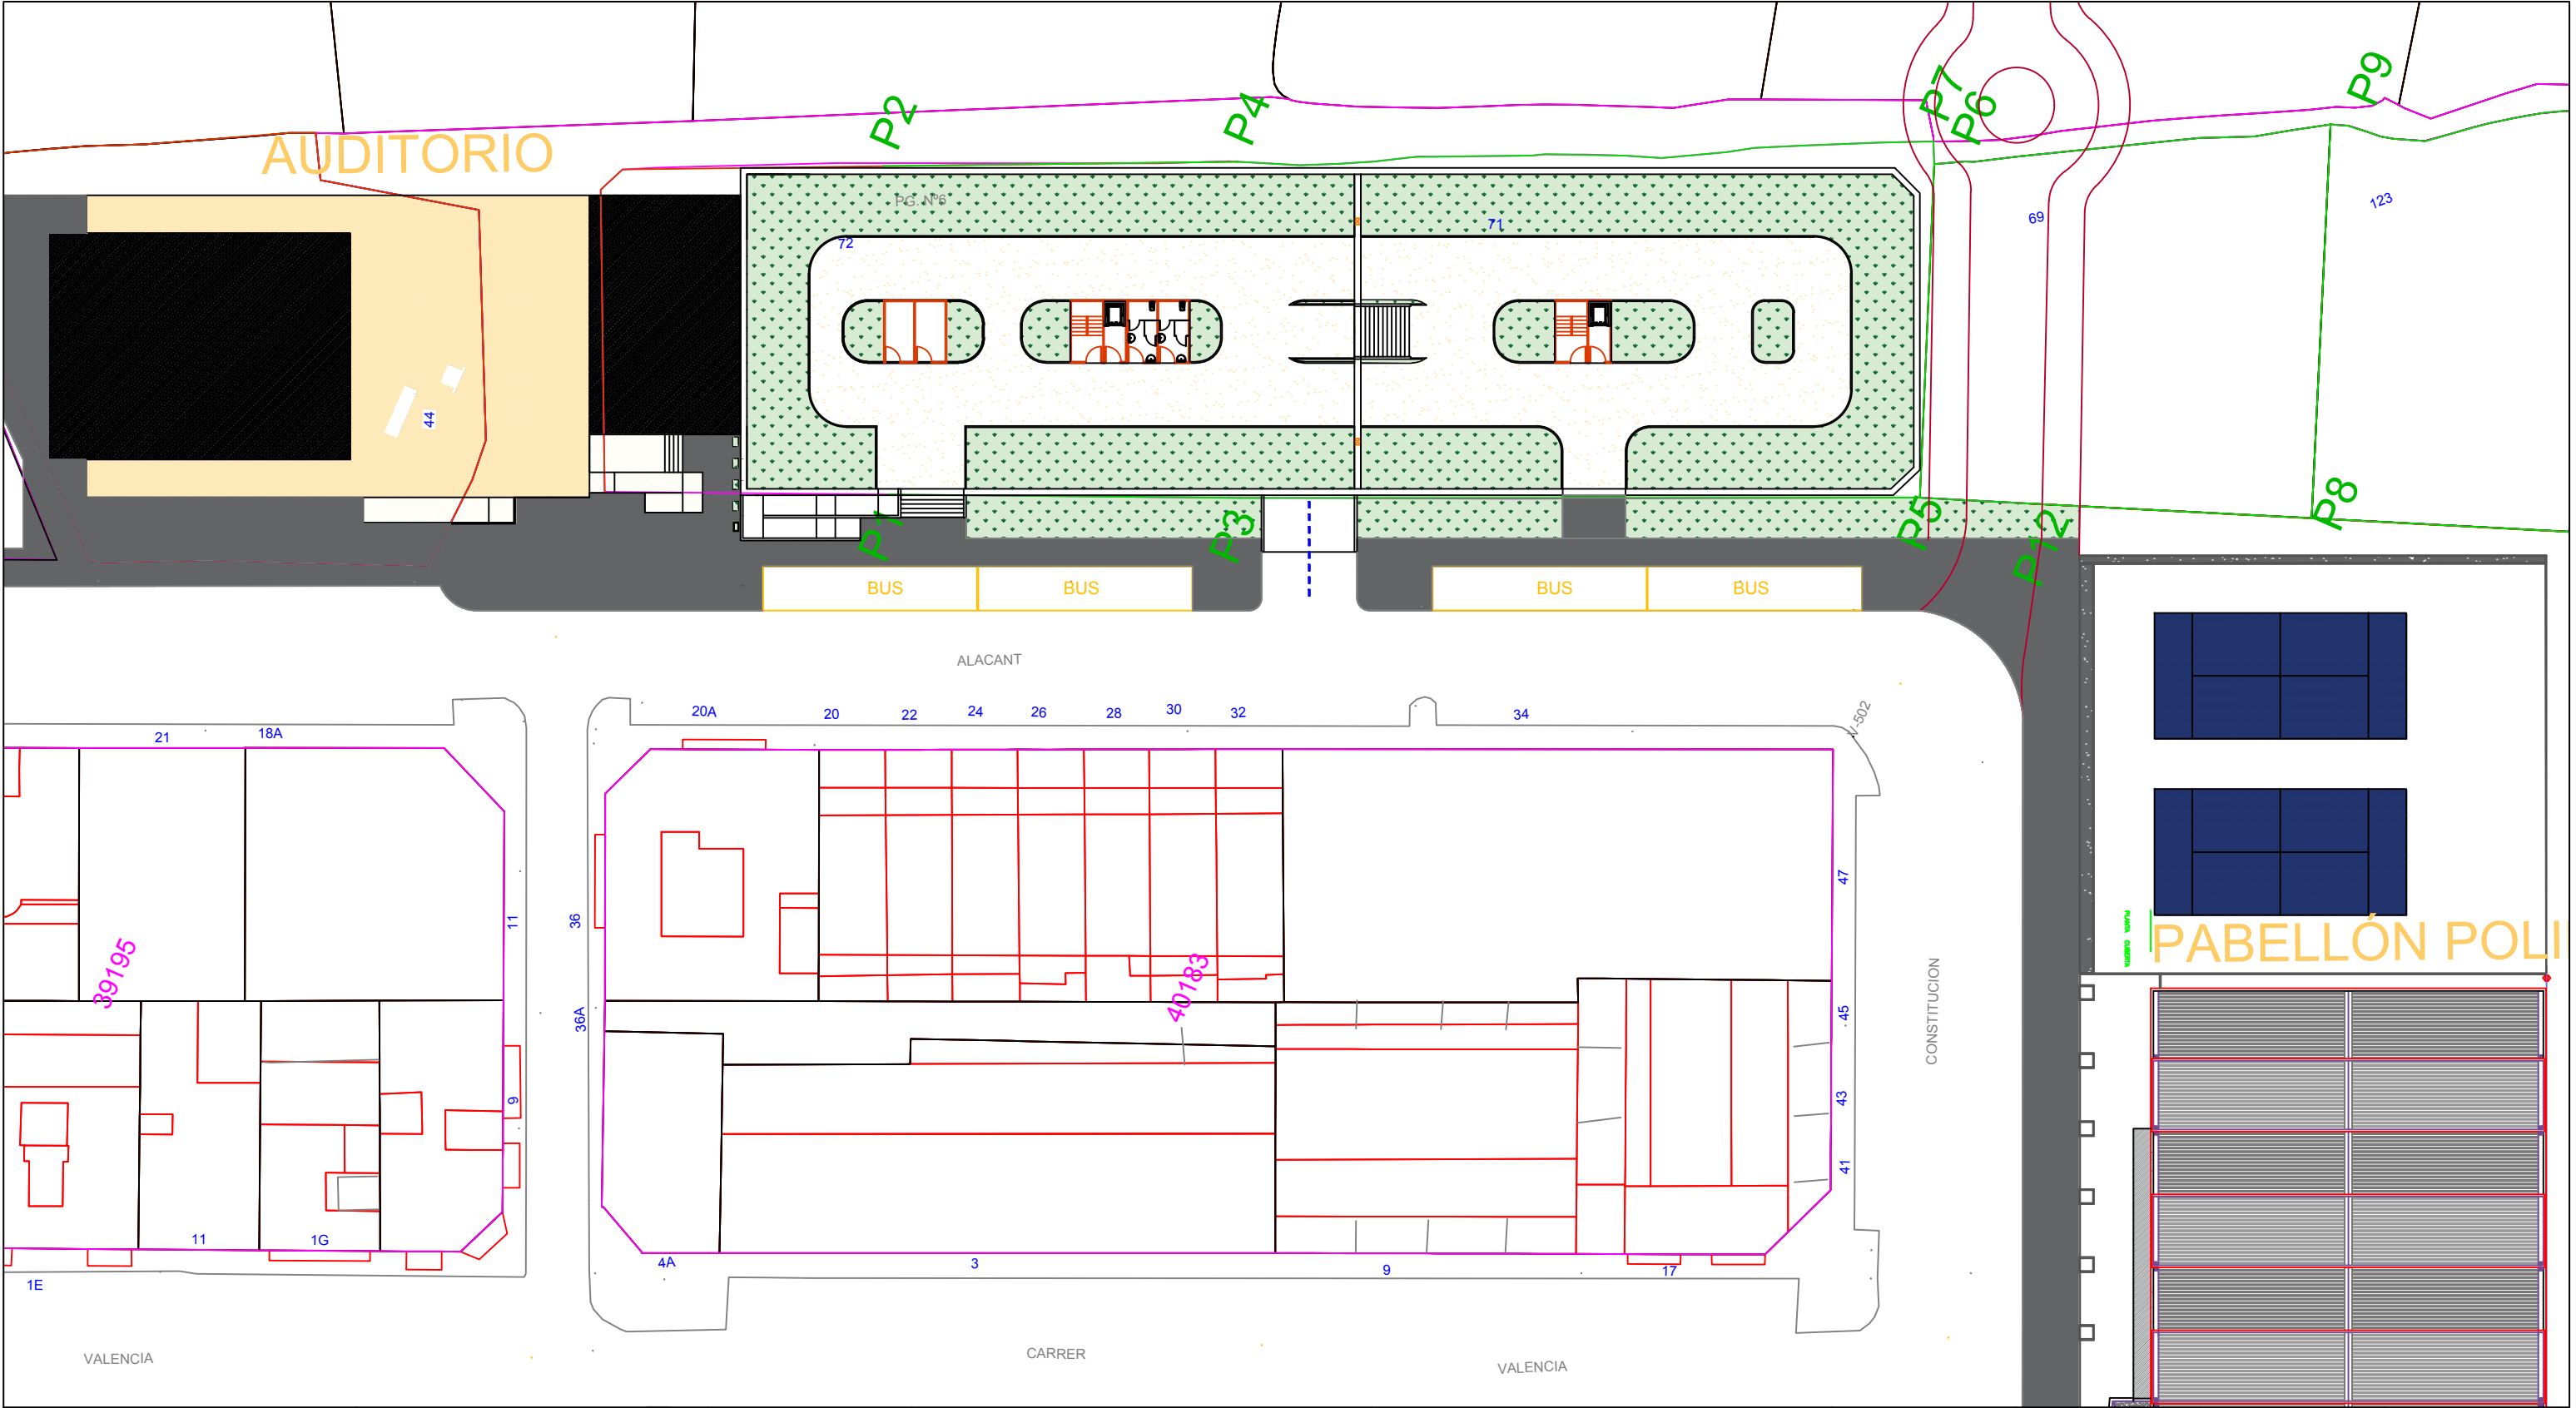 P2
P4
P7
P6
P9
AUDITORIO
PG. Nº6
72
71
69
123
44
P1
P3
P5
P12
P8
BUS
BUS
BUS
BUS
ALACANT
V-502
21
18A
20A
20
22
24
26
28
30
32
34
11
36
47
39195
40183
36A
45
CONSTITUCION
PLANTA CUBIERTA
PABELLÓN POLI
9
43
41
11
1G
1E
4A
3
9
17
VALENCIA
CARRER
VALENCIA